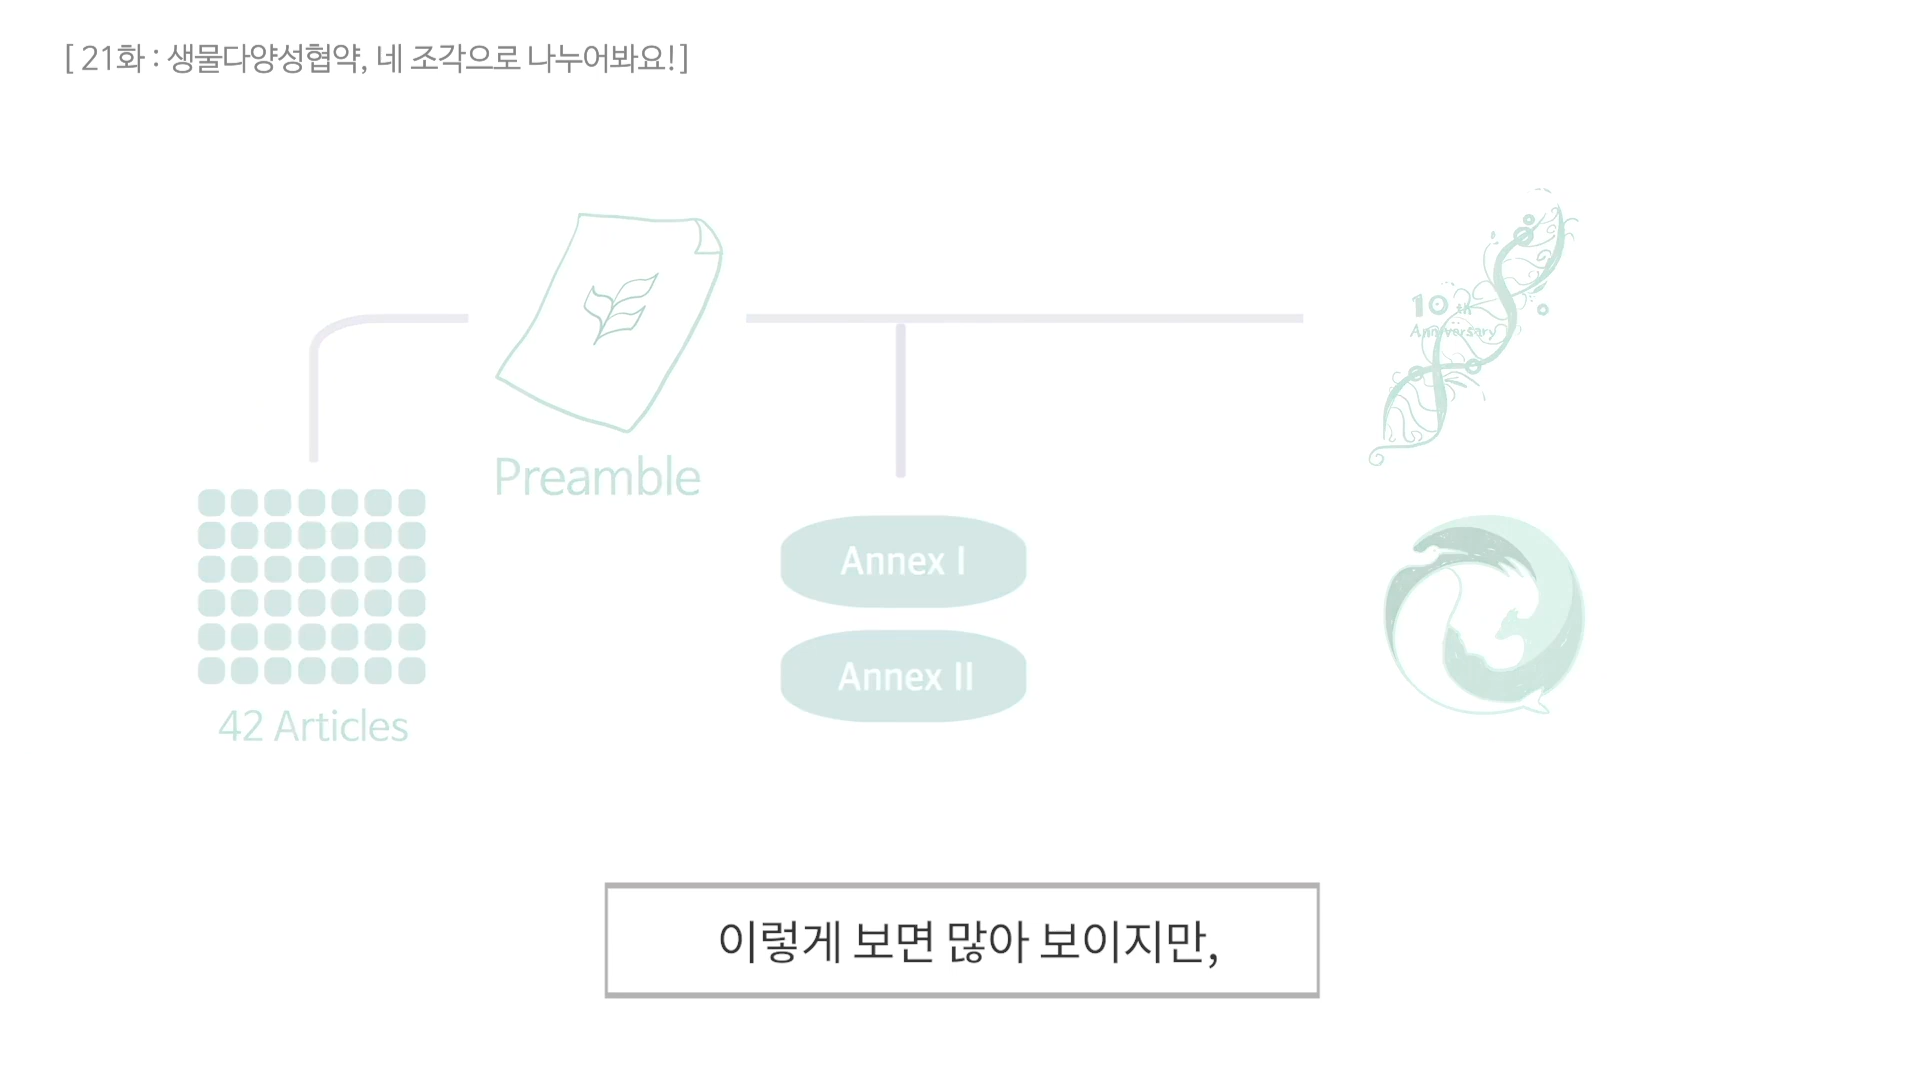 [ 21화 : 생물다양성협약, 네 조각으로 나누어봐요! ]
10 th
Anniversary
Preamble
Annex I
Annex II
42 Articles
이렇게 보면 많아 보이지만,